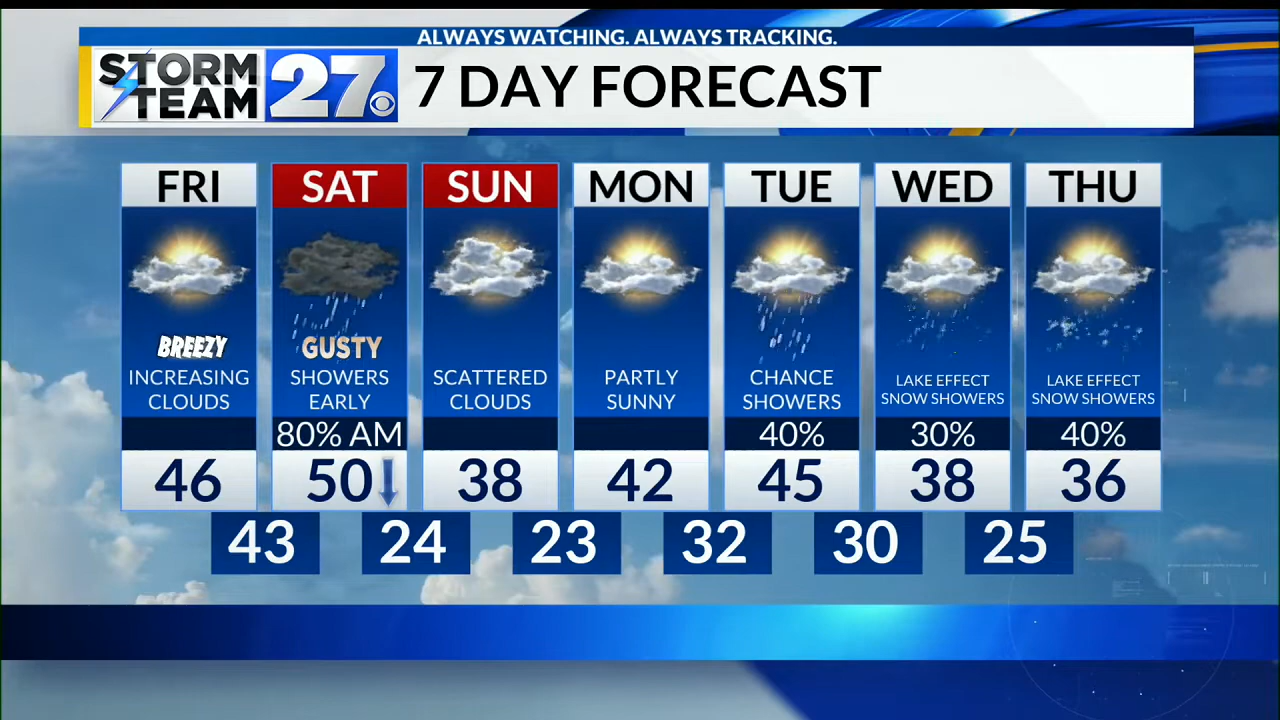 ALWAYS WATCHING. ALWAYS TRACKING.
STORM
TEAM
27
7 DAY FORECAST
FRI
SAT
SUN
MON
TUE
WED
THU
BREEZY
GUSTY
INCREASING
CLOUDS
SHOWERS
EARLY
SCATTERED
CLOUDS
PARTLY
SUNNY
CHANCE
SHOWERS
LAKE EFFECT
SNOW SHOWERS
LAKE EFFECT
SNOW SHOWERS
80% AM
40%
30%
40%
46
50
38
42
45
38
36
43
24
23
32
30
25